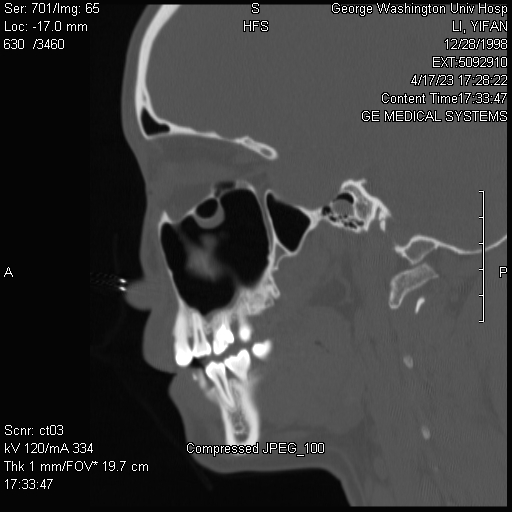 Ser: 701/Img: 65
Loc: -17.0 mm
630 /3460
S
HFS
George Washington Univ Hosp
LI, YIFAN
12/28/1998
EXT:5092910
4/17/23 17:28:22
Content Time17:33:47
GE MEDICAL SYSTEMS
A
P
Scnr: ct03
kV 120/mA 334
Thk 1 mm/FOV* 19.7 cm
17:33:47
Compressed JPEG_100